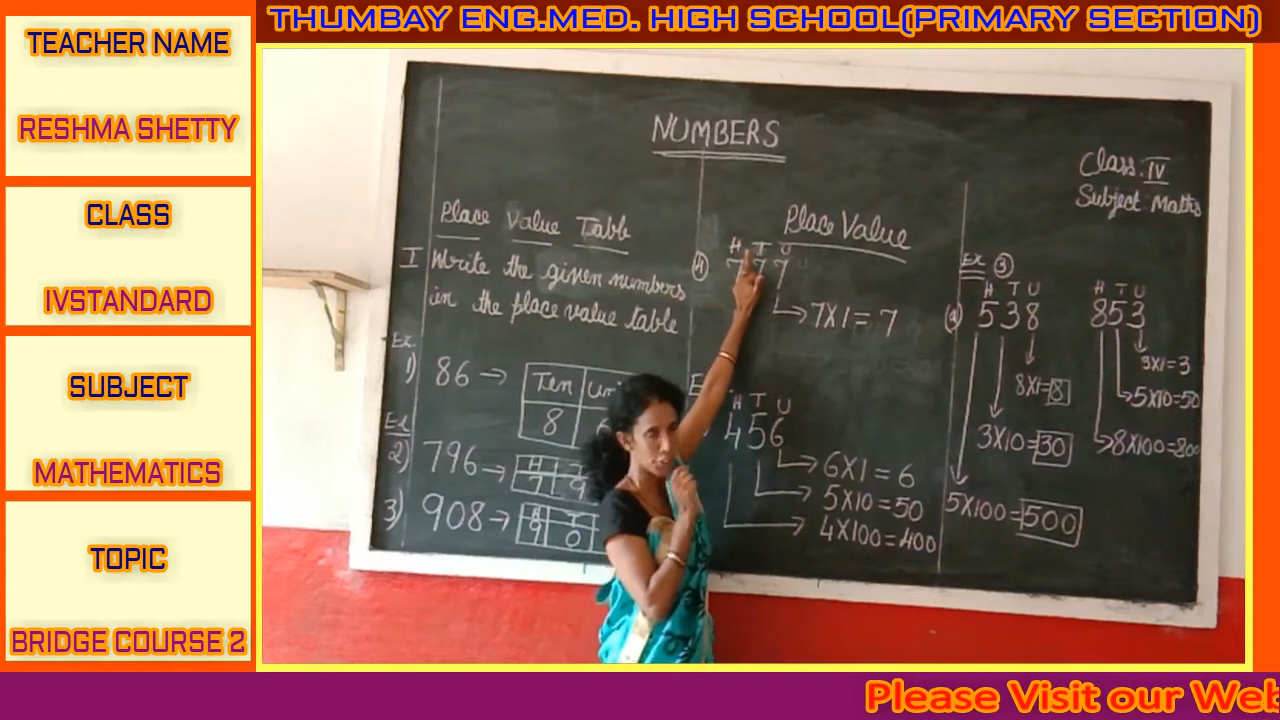 THUMBAY ENG.MED. HIGH SCHOOL(PRIMARY SECTION)
TEACHER NAME
RESHMA SHETTY
CLASS
IVSTANDARD
SUBJECT
MATHEMATICS
TOPIC
BRIDGE COURSE 2
NUMBERS
Class: IV
Subject Maths
Place Value Table
I Write the given numbers
in the place value table
Ex.
1) 86 →
Ten
8
Ex
2) 796 →
H
7 9
3) 908 →
H T
9 0
Place Value
H T U
7 7 7
7X1= 7
H T U
456
6X1=6
5X10=50
4X100=400
Ex 3
H T U
(a) 538
8X1=8
3X10=30
5X100=500
H T U
853
3X1=3
5X10=50
8X100=800
Please Visit our Web